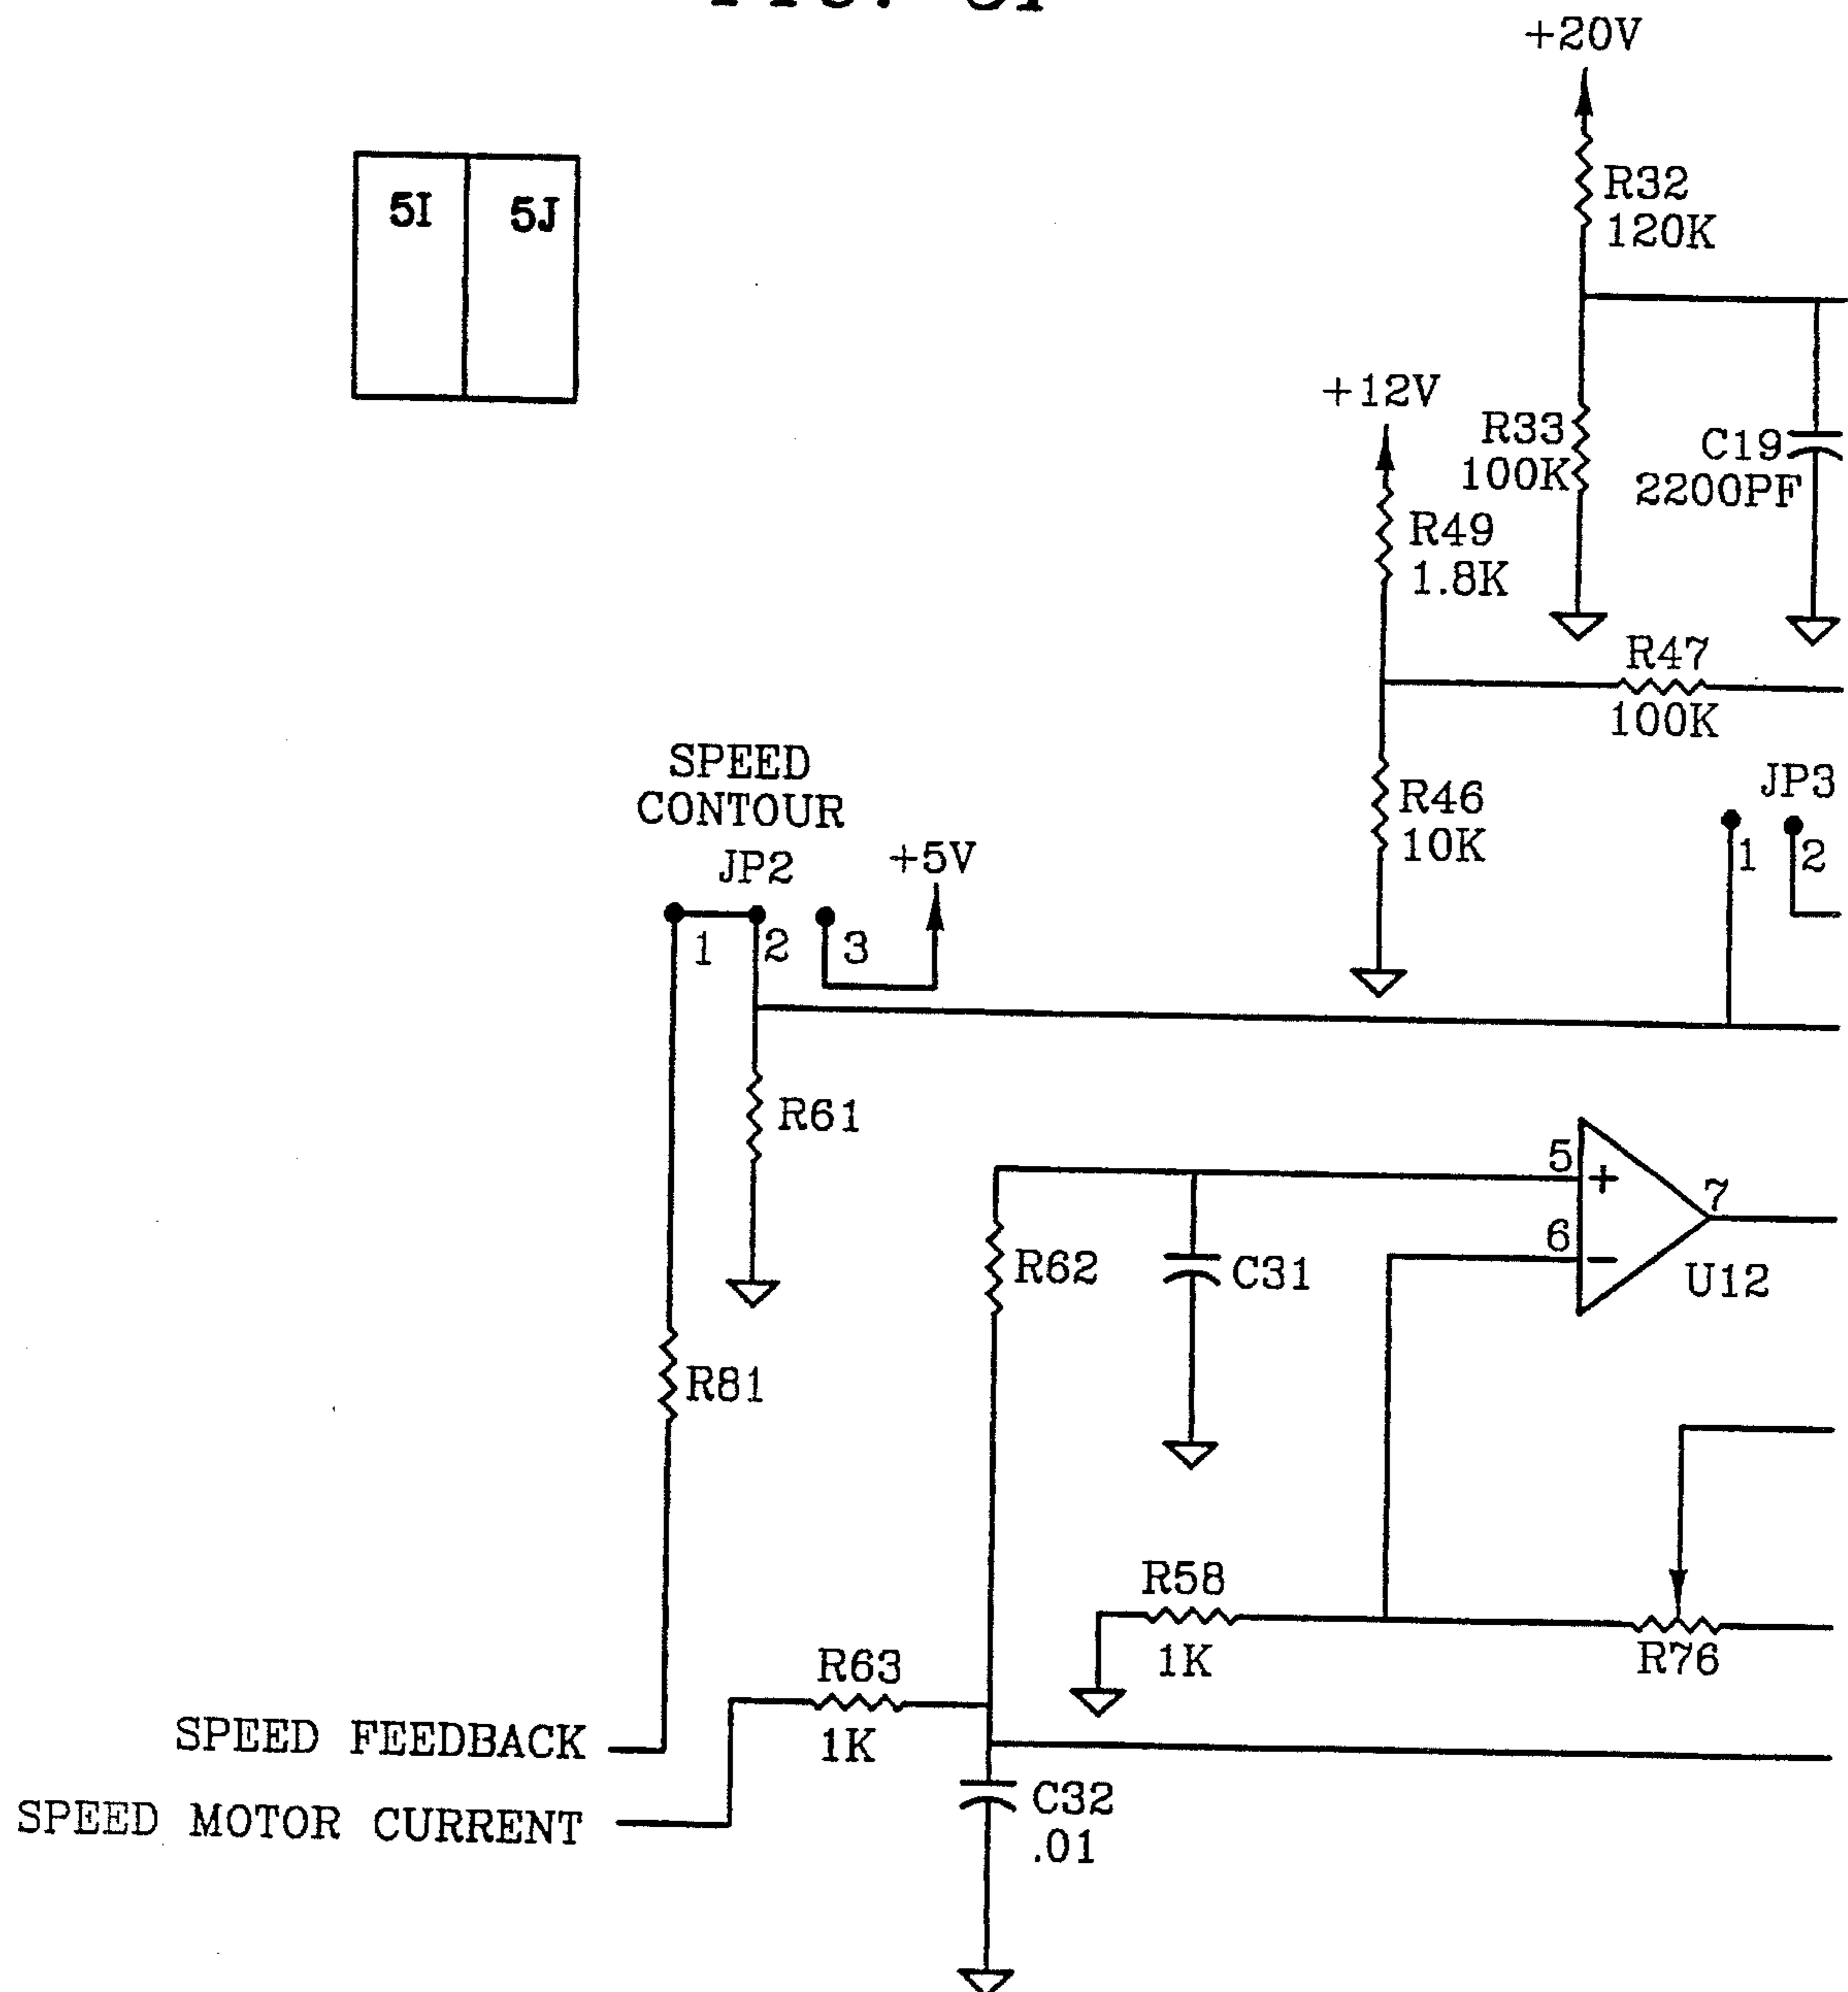 +20V
5I 5J
R32
120K
+12V
R33
100K
C19
2200PF
R49
1.8K
R47
100K
SPEED
CONTOUR
JP2
+5V
1 2 3
R46
10K
JP3
1 2
R61
5
+
7
6
−
U12
R62
C31
R81
R58
1K
R76
R63
1K
SPEED FEEDBACK
SPEED MOTOR CURRENT
C32
.01